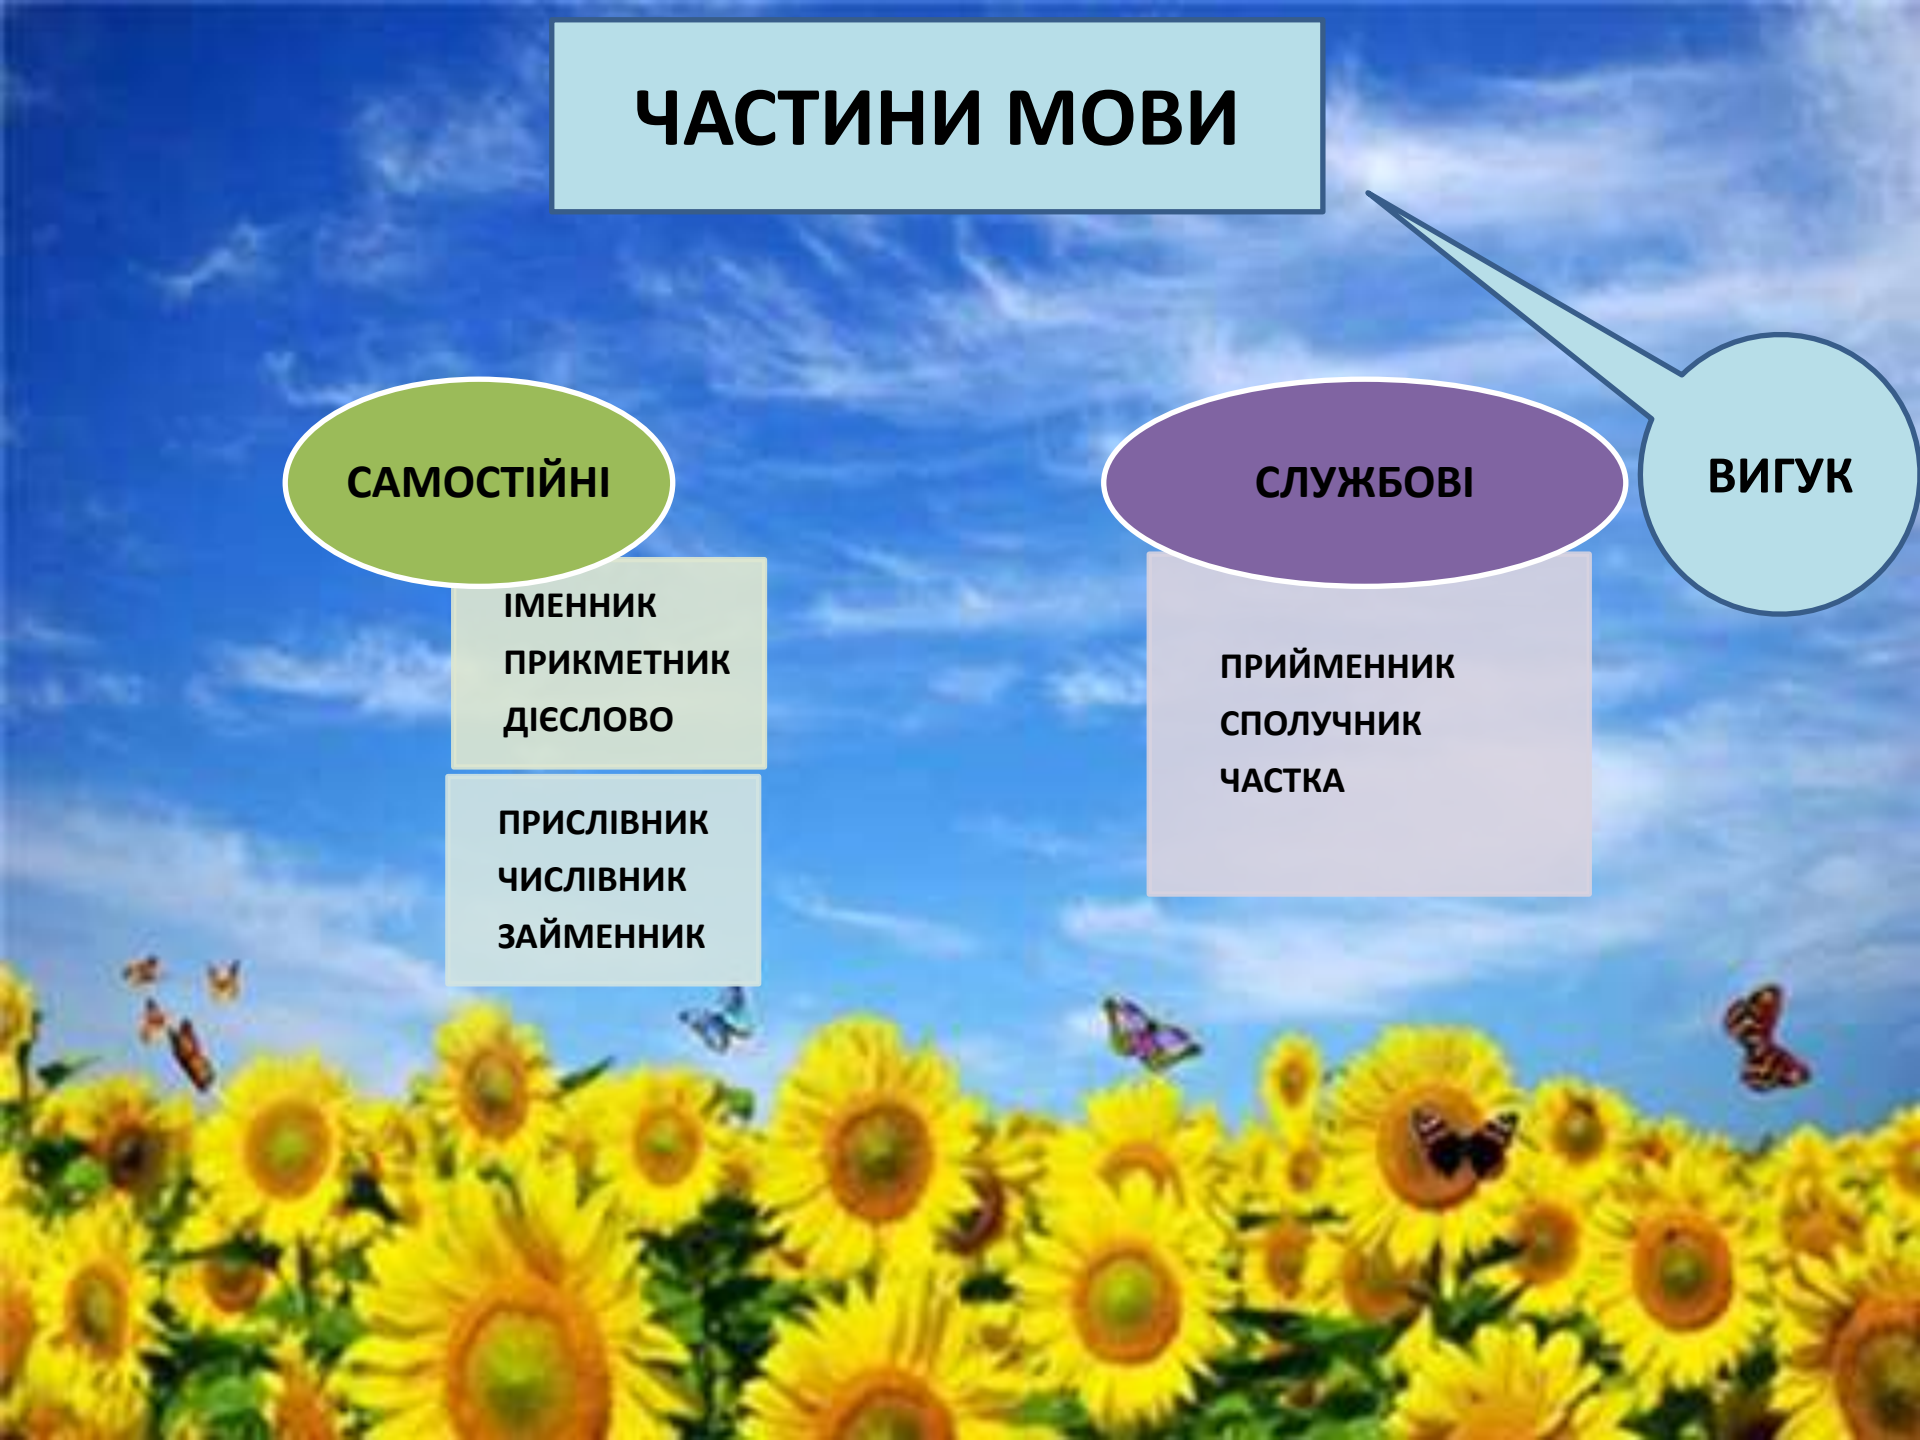 ЧАСТИНИ МОВИ
САМОСТІЙНІ
ІМЕННИК
ПРИКМЕТНИК
ДІЄСЛОВО
ПРИСЛІВНИК
ЧИСЛІВНИК
ЗАЙМЕННИК
СЛУЖБОВІ
ПРИЙМЕННИК
СПОЛУЧНИК
ЧАСТКА
ВИГУК